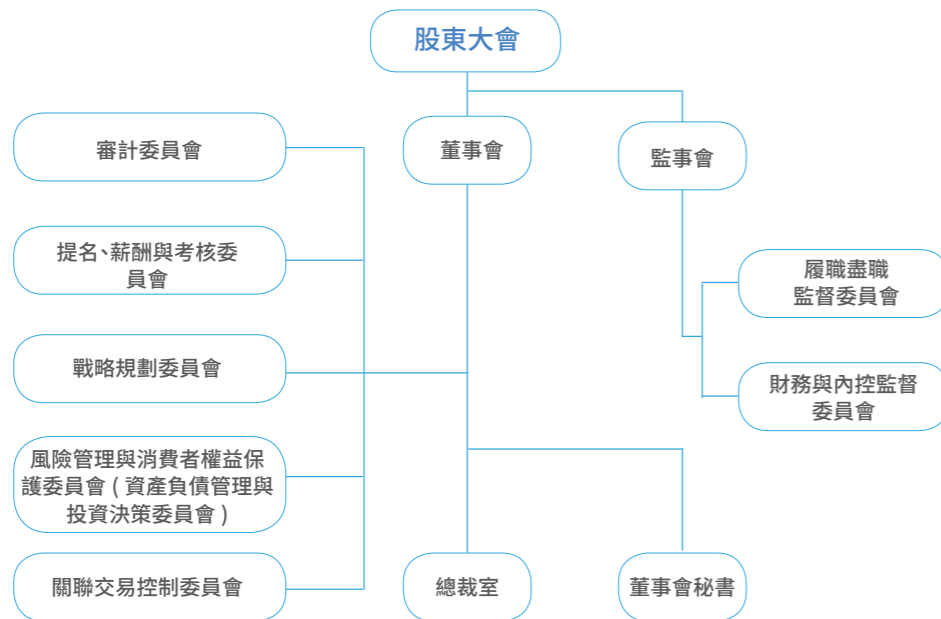 股東大會
審計委員會
董事會
監事會
提名、薪酬與考核委
員會
履職盡職
監督委員會
戰略規劃委員會
財務與內控監督
委員會
風險管理與消費者權益保
護委員會 ( 資產負債管理與
投資決策委員會 )
關聯交易控制委員會
總裁室
董事會秘書